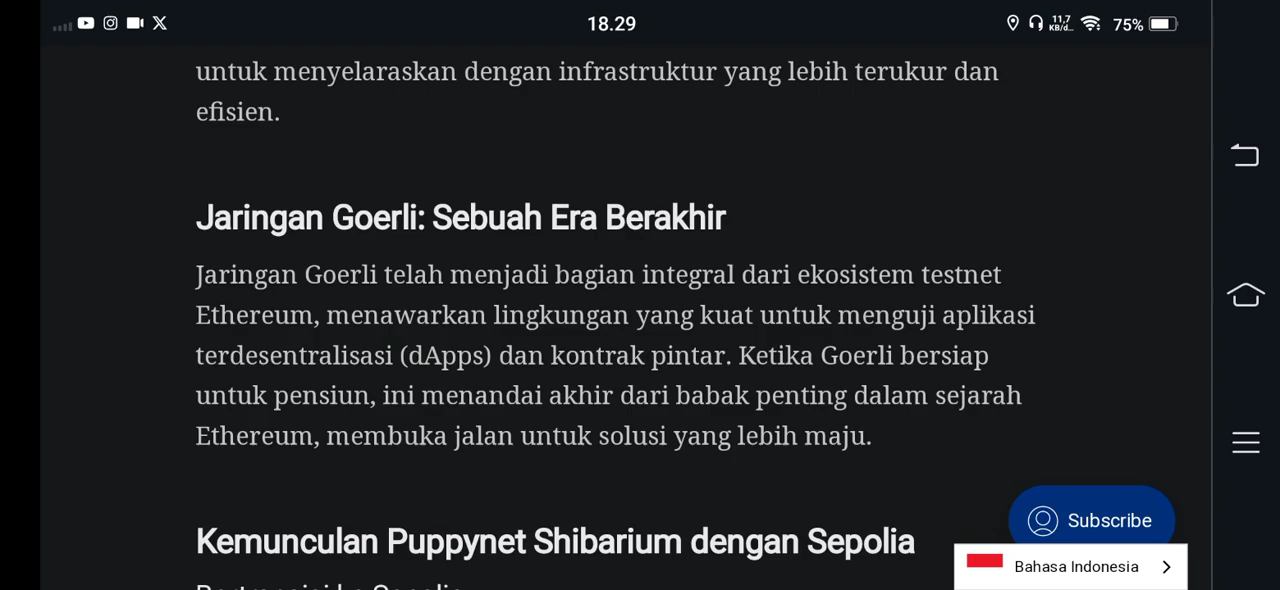 18.29
11,7
KB/d...
75%
untuk menyelaraskan dengan infrastruktur yang lebih terukur dan
efisien.
Jaringan Goerli: Sebuah Era Berakhir
Jaringan Goerli telah menjadi bagian integral dari ekosistem testnet
Ethereum, menawarkan lingkungan yang kuat untuk menguji aplikasi
terdesentralisasi (dApps) dan kontrak pintar. Ketika Goerli bersiap
untuk pensiun, ini menandai akhir dari babak penting dalam sejarah
Ethereum, membuka jalan untuk solusi yang lebih maju.
Subscribe
Kemunculan Puppynet Shibarium dengan Sepolia
Bahasa Indonesia